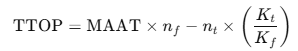 TTOP = MAAT × n_f − n_t × (K_t / K_f)